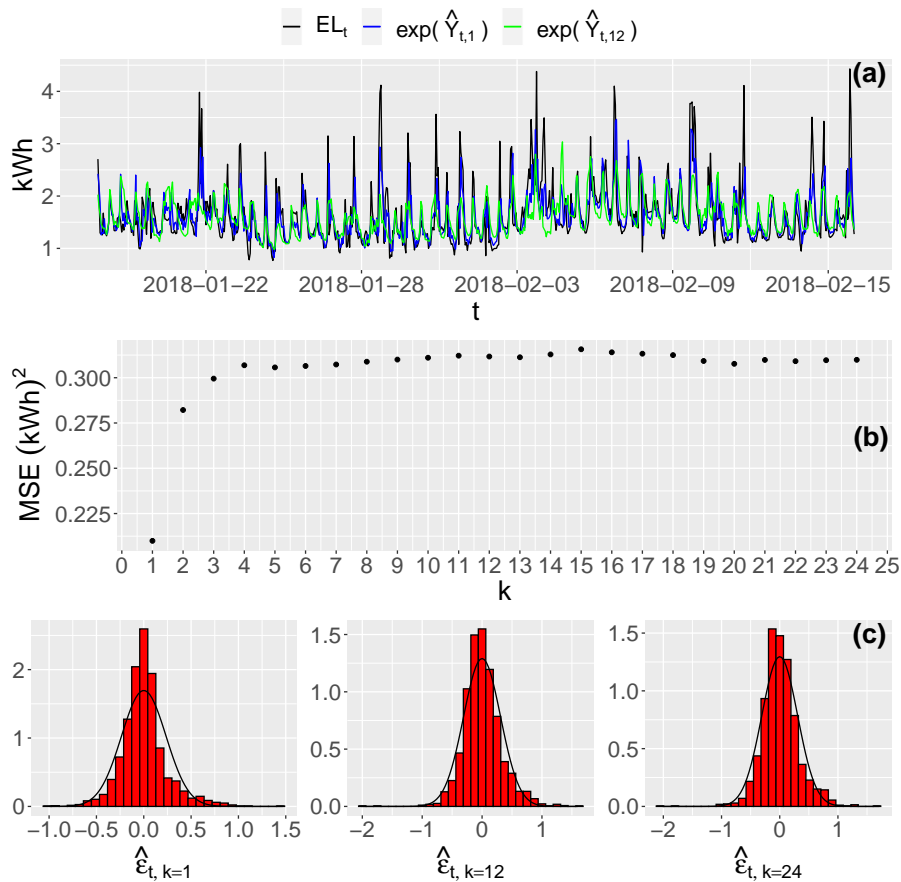 EL_t exp( Ŷ_t,1 ) exp( Ŷ_t,12 )
(a)
kWh
4
3
2
1
2018−01−22 2018−01−28 2018−02−03 2018−02−09 2018−02−15
t
MSE (kWh)²
0.300
0.275
0.250
0.225
(b)
0 1 2 3 4 5 6 7 8 9 10 11 12 13 14 15 16 17 18 19 20 21 22 23 24 25
k
(c)
2
1
0
−1.0 −0.5 0.0 0.5 1.0 1.5
ε̂_t, k=1
1.5
1.0
0.5
0.0
−2 −1 0 1
ε̂_t, k=12
1.5
1.0
0.5
0.0
−2 −1 0 1
ε̂_t, k=24